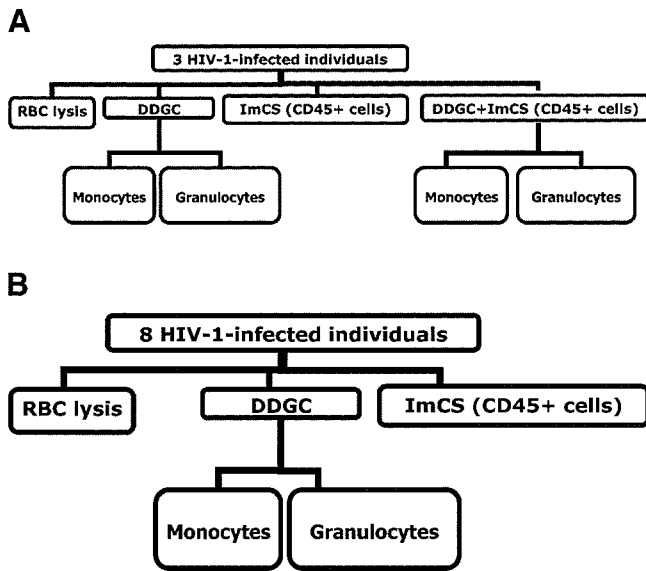 A
3 HIV-1-infected individuals
RBC lysis
DDGC
ImCS (CD45+ cells)
DDGC+ImCS (CD45+ cells)
Monocytes
Granulocytes
Monocytes
Granulocytes
B
8 HIV-1-infected individuals
RBC lysis
DDGC
ImCS (CD45+ cells)
Monocytes
Granulocytes